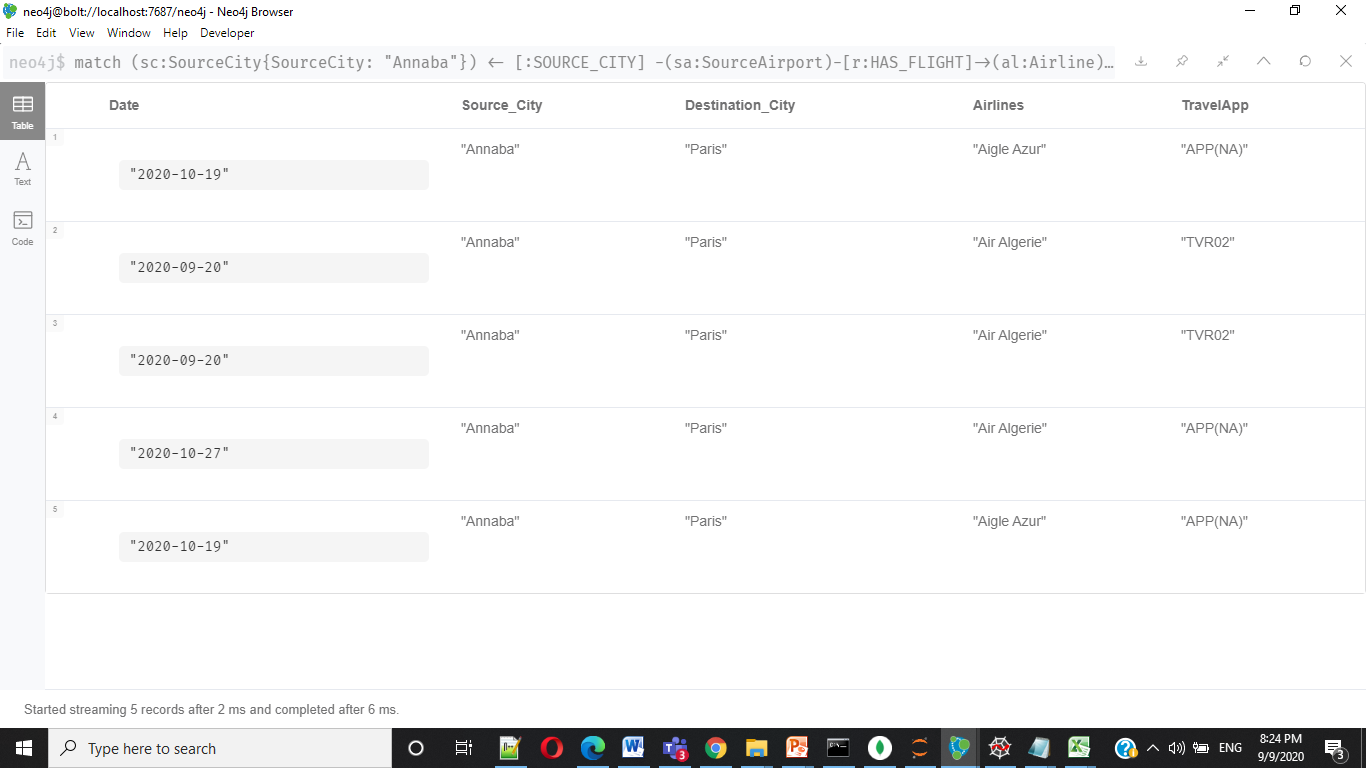 neo4j@bolt://localhost:7687/neo4j - Neo4j Browser
File Edit View Window Help Developer
neo4j$ match (sc:SourceCity{SourceCity: "Annaba"}) ← [:SOURCE_CITY] -(sa:SourceAirport)-[r:HAS_FLIGHT]→(al:Airline)…
Table
Text
Code
Date Source_City Destination_City Airlines TravelApp
1 "2020-10-19" "Annaba" "Paris" "Aigle Azur" "APP(NA)"
2 "2020-09-20" "Annaba" "Paris" "Air Algerie" "TVR02"
3 "2020-09-20" "Annaba" "Paris" "Air Algerie" "TVR02"
4 "2020-10-27" "Annaba" "Paris" "Air Algerie" "APP(NA)"
5 "2020-10-19" "Annaba" "Paris" "Aigle Azur" "APP(NA)"
Started streaming 5 records after 2 ms and completed after 6 ms.
Type here to search
3
ENG
8:24 PM
9/9/2020
3